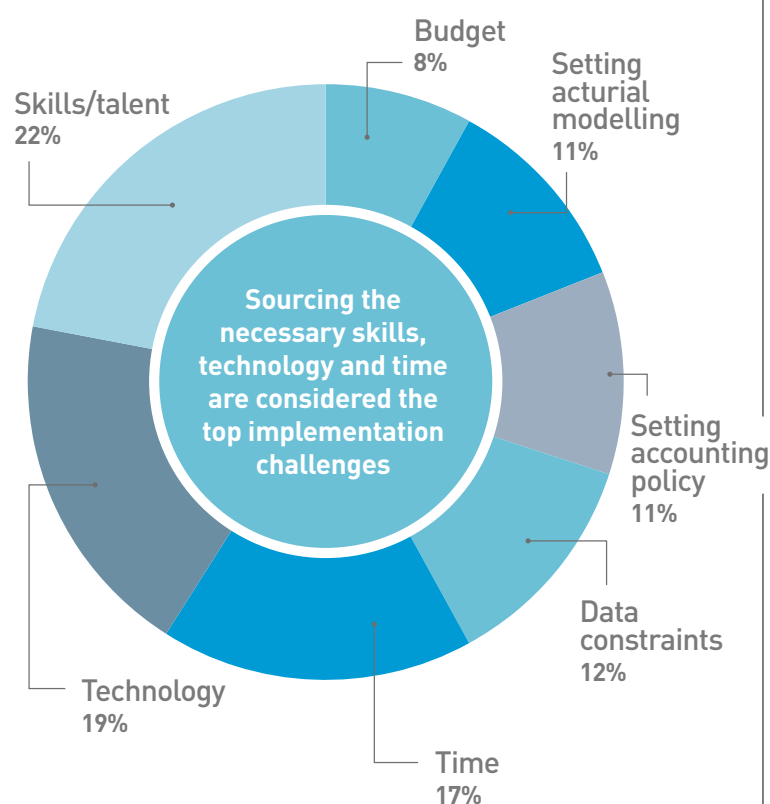 Budget
8%
Setting
acturial
modelling
11%
Skills/talent
22%
Sourcing the
necessary skills,
technology and time
are considered the
top implementation
challenges
Setting
accounting
policy
11%
Data
constraints
12%
Technology
19%
Time
17%